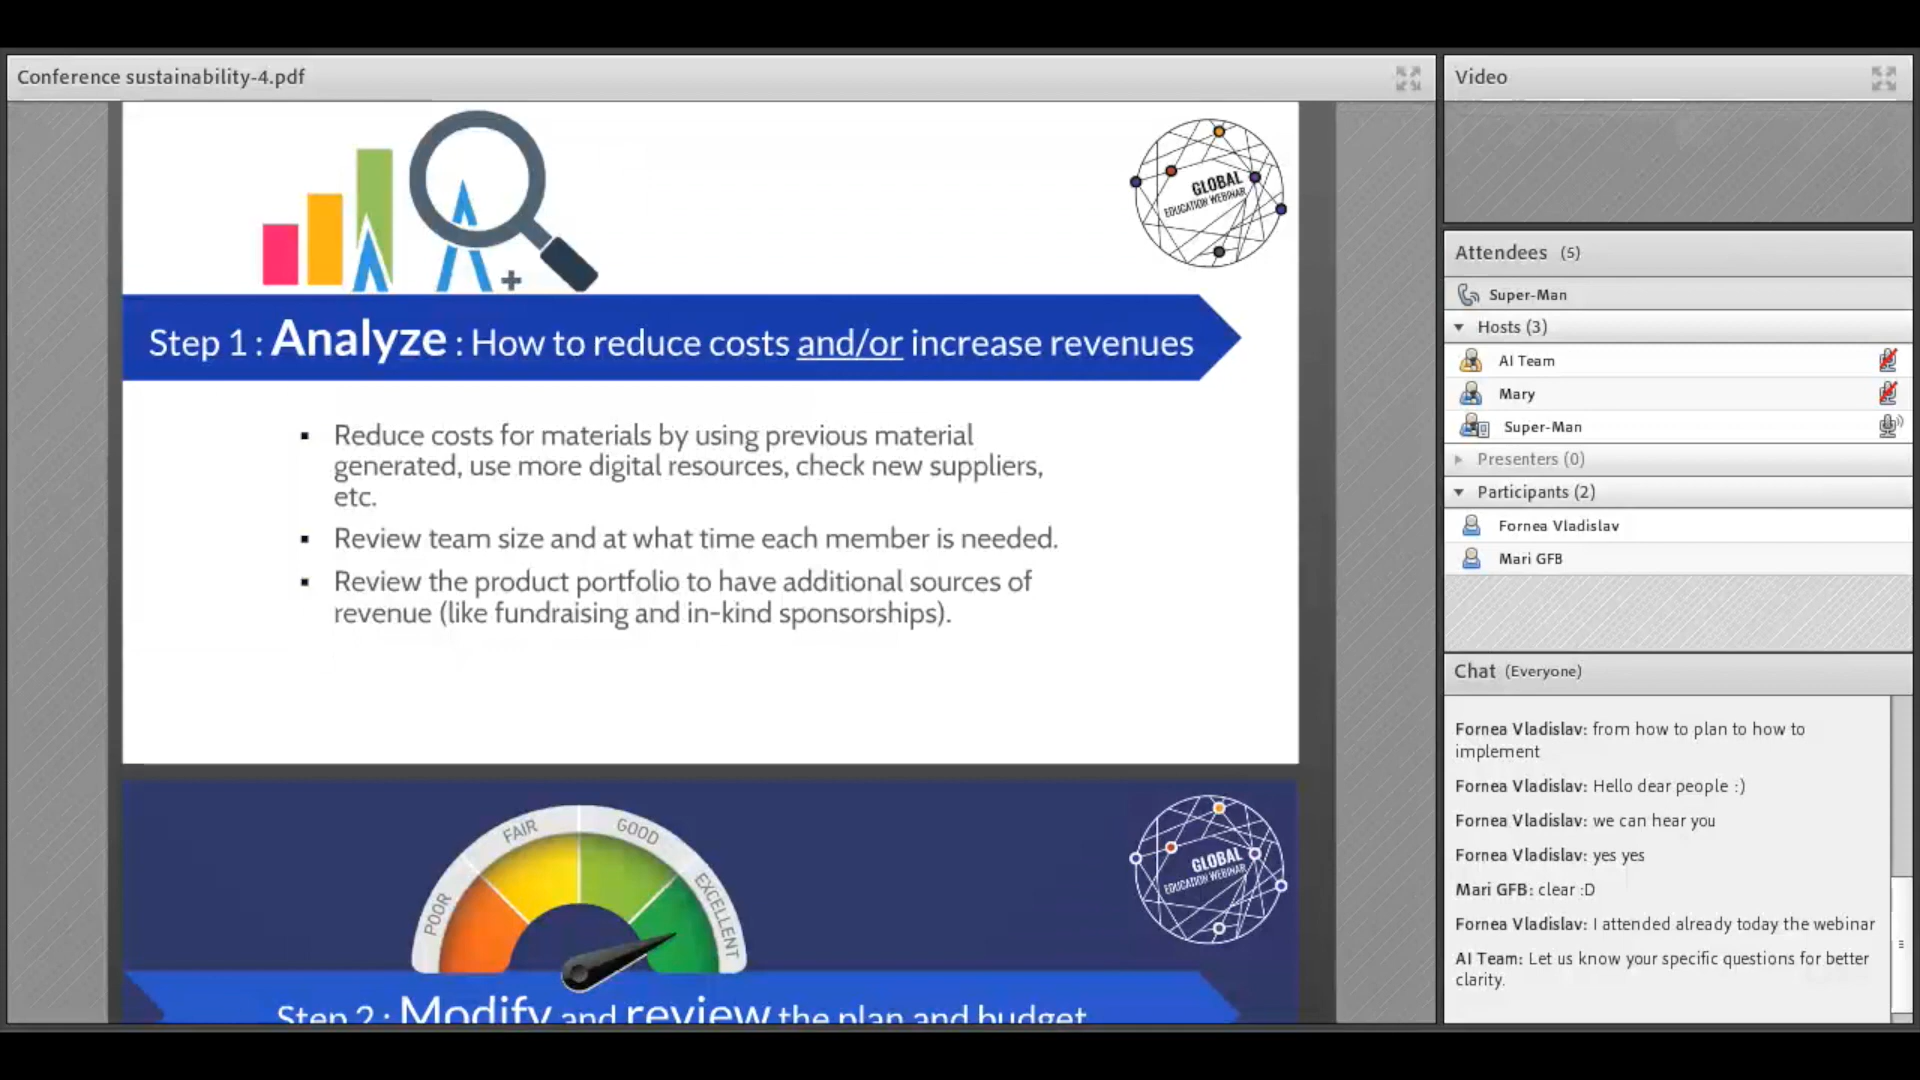 Conference sustainability-4.pdf
GLOBAL
EDUCATION WEBINAR
Step 1 : Analyze : How to reduce costs and/or increase revenues
▪ Reduce costs for materials by using previous material
generated, use more digital resources, check new suppliers,
etc.
▪ Review team size and at what time each member is needed.
▪ Review the product portfolio to have additional sources of
revenue (like fundraising and in-kind sponsorships).
POOR
FAIR
GOOD
EXCELLENT
GLOBAL
EDUCATION WEBINAR
Step 2 : Modify and review the plan and budget
Video
Attendees (5)
Super-Man
Hosts (3)
AI Team
Mary
Super-Man
Presenters (0)
Participants (2)
Fornea Vladislav
Mari GFB
Chat (Everyone)
Fornea Vladislav: from how to plan to how to
implement
Fornea Vladislav: Hello dear people :)
Fornea Vladislav: we can hear you
Fornea Vladislav: yes yes
Mari GFB: clear :D
Fornea Vladislav: I attended already today the webinar
AI Team: Let us know your specific questions for better
clarity.